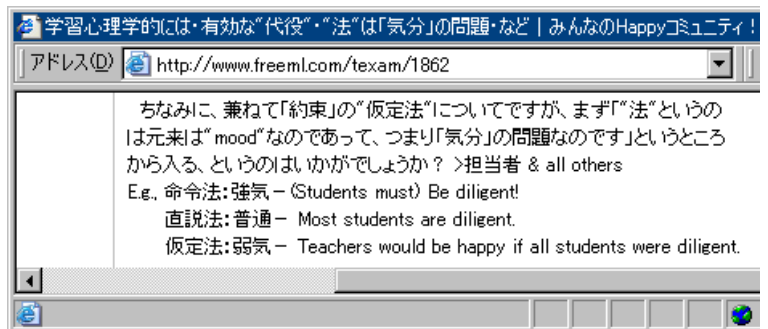 学習心理学的には・有効な“代役”・“法”は「気分」の問題・など | みんなのHappyコミュニティ!
アドレス(D) http://www.freeml.com/texam/1862
ちなみに、兼ねて「約束」の“仮定法”についてですが、まず「“法”というの
は元来は“mood”なのであって、つまり「気分」の問題なのです」というところ
から入る、というのはいかがでしょうか? >担当者 & all others
E.g., 命令法:強気 − (Students must) Be diligent!
直説法:普通 − Most students are diligent.
仮定法:弱気 − Teachers would be happy if all students were diligent.